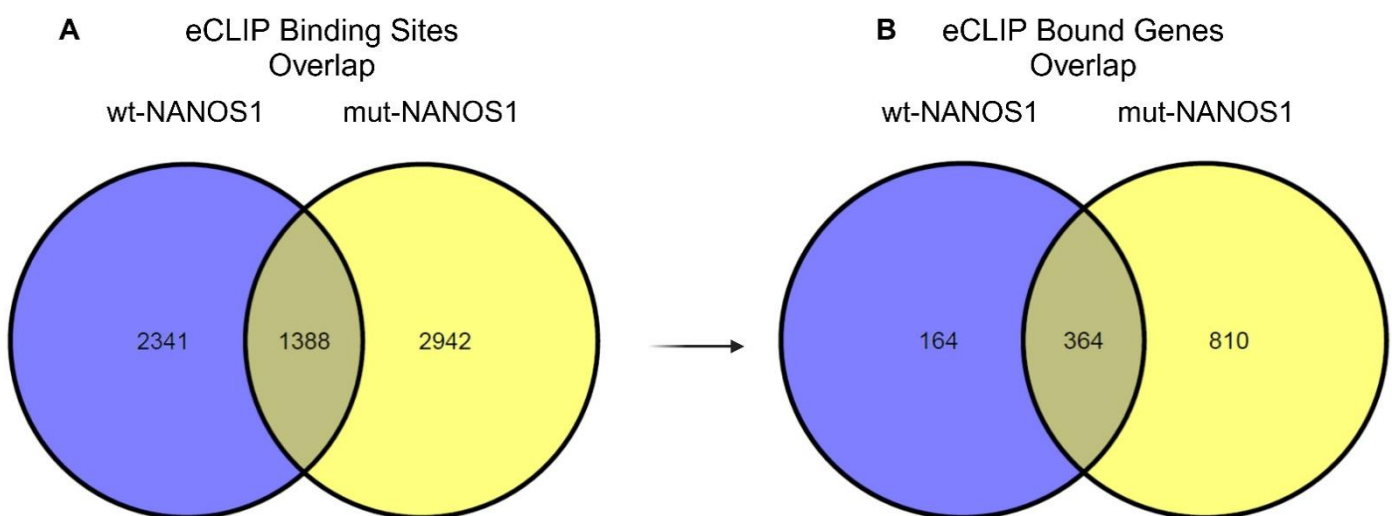 A eCLIP Binding Sites
Overlap
wt-NANOS1 mut-NANOS1
2341 1388 2942
B eCLIP Bound Genes
Overlap
wt-NANOS1 mut-NANOS1
164 364 810